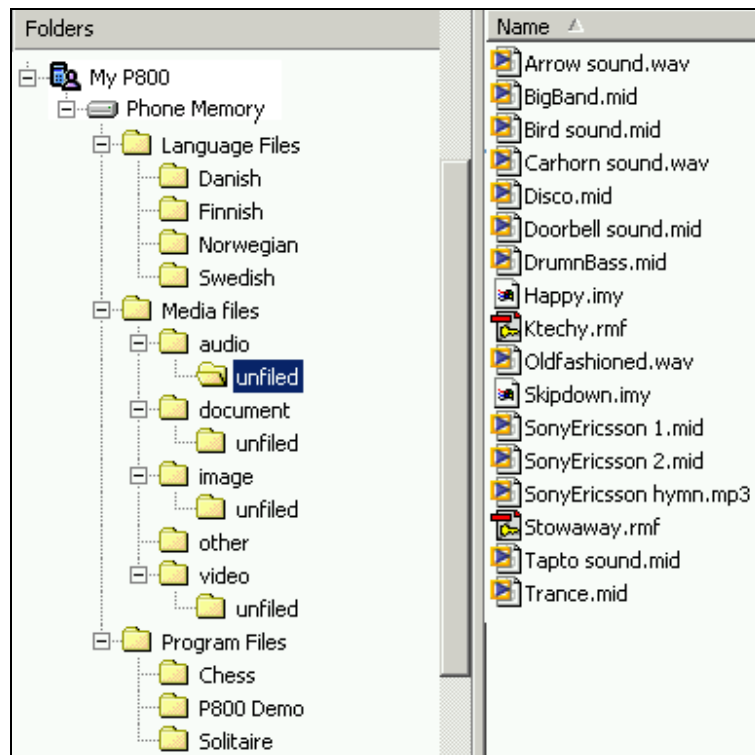 Folders
My P800
Phone Memory
Language Files
Danish
Finnish
Norwegian
Swedish
Media files
audio
unfiled
document
unfiled
image
unfiled
other
video
unfiled
Program Files
Chess
P800 Demo
Solitaire
Name
Arrow sound.wav
BigBand.mid
Bird sound.mid
Carhorn sound.wav
Disco.mid
Doorbell sound.mid
DrumnBass.mid
Happy.imy
Ktechy.rmf
Oldfashioned.wav
Skipdown.imy
SonyEricsson 1.mid
SonyEricsson 2.mid
SonyEricsson hymn.mp3
Stowaway.rmf
Tapto sound.mid
Trance.mid